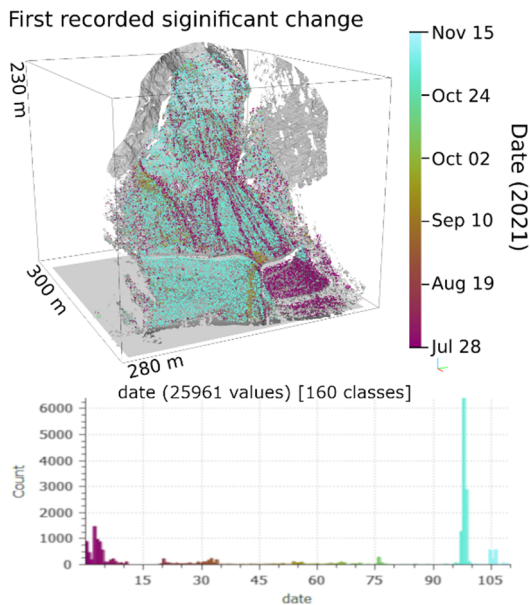 First recorded siginificant change
230 m
300 m
280 m
Nov 15
Oct 24
Oct 02
Sep 10
Aug 19
Jul 28
Date (2021)
date (25961 values) [160 classes]
Count
6000
5000
4000
3000
2000
1000
0
15 30 45 60 75 90 105
date